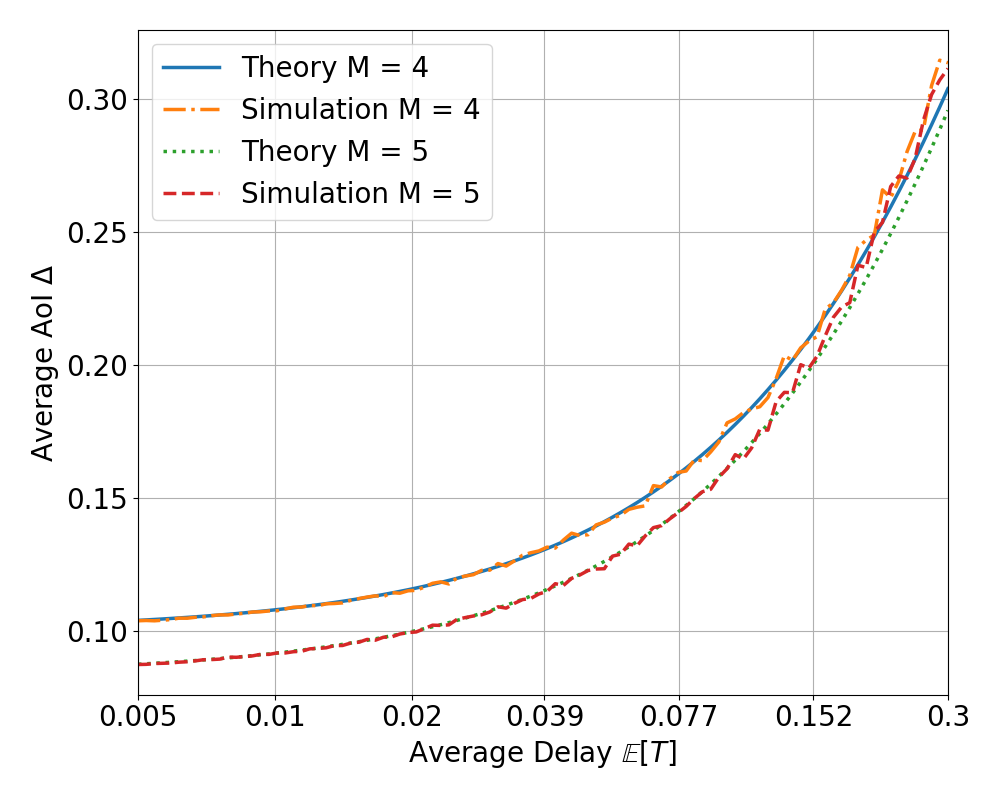 Theory M = 4
Simulation M = 4
Theory M = 5
Simulation M = 5
0.30
0.25
0.20
0.15
0.10
Average AoI Δ
0.005 0.01 0.02 0.039 0.077 0.152 0.3
Average Delay 𝔼[T]